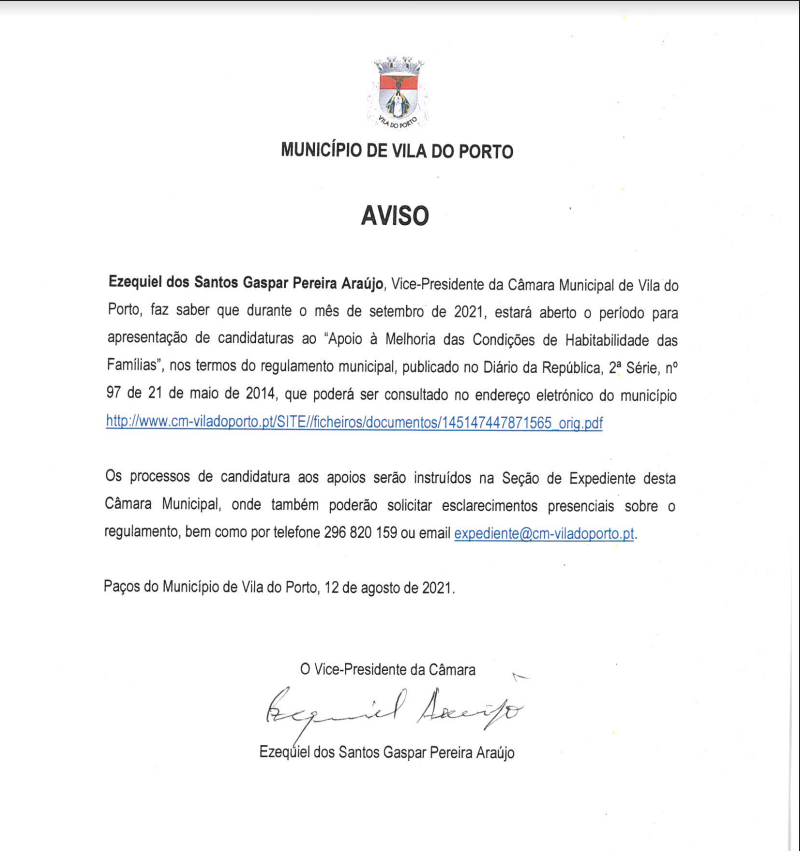 VILA DO PORTO
MUNICÍPIO DE VILA DO PORTO
AVISO
Ezequiel dos Santos Gaspar Pereira Araújo, Vice-Presidente da Câmara Municipal de Vila do
Porto, faz saber que durante o mês de setembro de 2021, estará aberto o período para
apresentação de candidaturas ao “Apoio à Melhoria das Condições de Habitabilidade das
Famílias”, nos termos do regulamento municipal, publicado no Diário da República, 2ª Série, nº
97 de 21 de maio de 2014, que poderá ser consultado no endereço eletrónico do município
http://www.cm-viladoporto.pt/SITE//ficheiros/documentos/145147447871565_orig.pdf
Os processos de candidatura aos apoios serão instruídos na Seção de Expediente desta
Câmara Municipal, onde também poderão solicitar esclarecimentos presenciais sobre o
regulamento, bem como por telefone 296 820 159 ou email expediente@cm-viladoporto.pt.
Paços do Município de Vila do Porto, 12 de agosto de 2021.
O Vice-Presidente da Câmara
Ezequiel Araújo
Ezequiel dos Santos Gaspar Pereira Araújo